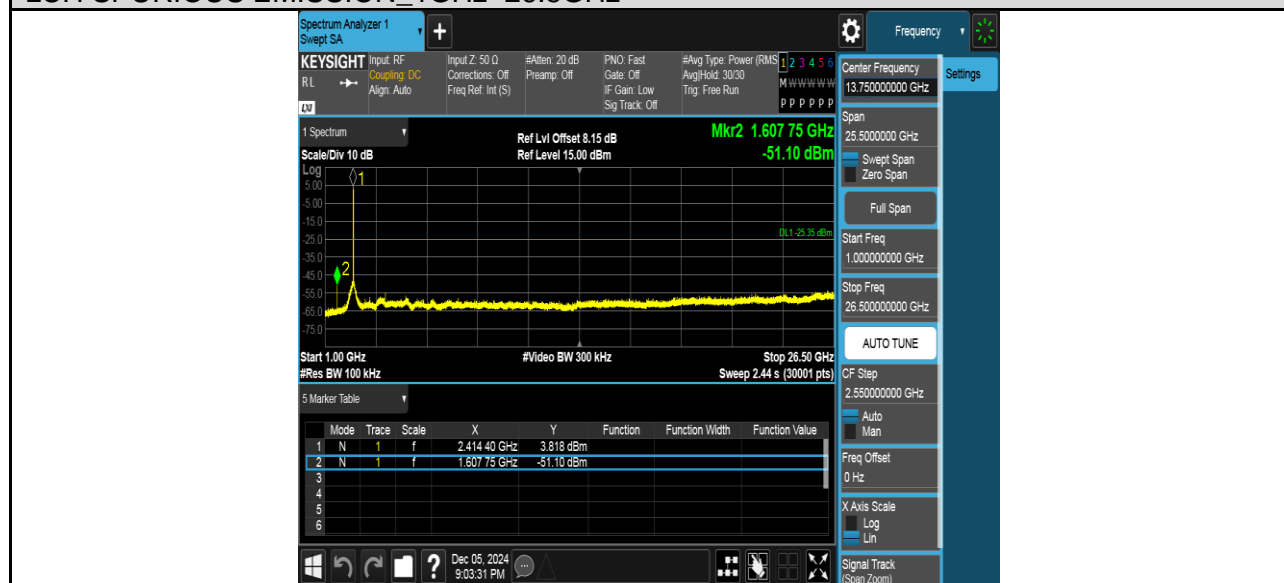 Spectrum Analyzer 1
Swept SA
+
Frequency
KEYSIGHT
RL
LXI
Input: RF
Coupling: DC
Align: Auto
Input Z: 50 Ω
Corrections: Off
Freq Ref: Int (S)
#Atten: 20 dB
Preamp: Off
PNO: Fast
Gate: Off
IF Gain: Low
Sig Track: Off
#Avg Type: Power (RMS
Avg|Hold: 30/30
Trig: Free Run
1 2 3 4 5 6
M W W W W W
P P P P P P
Center Frequency
13.750000000 GHz
Settings
Span
25.5000000 GHz
Swept Span
Zero Span
Full Span
Start Freq
1.000000000 GHz
Stop Freq
26.500000000 GHz
AUTO TUNE
CF Step
2.550000000 GHz
Auto
Man
Freq Offset
0 Hz
X Axis Scale
Log
Lin
Signal Track
(Span Zoom)
1 Spectrum
Scale/Div 10 dB
Ref Lvl Offset 8.15 dB
Ref Level 15.00 dBm
Mkr2 1.607 75 GHz
-51.10 dBm
Log
5.00
-5.00
-15.0
-25.0
-35.0
-45.0
-55.0
-65.0
-75.0
1
2
DL1 -25.35 dBm
Start 1.00 GHz
#Video BW 300 kHz
Stop 26.50 GHz
#Res BW 100 kHz
Sweep 2.44 s (30001 pts)
5 Marker Table
Mode Trace Scale X Y Function Function Width Function Value
1 N 1 f 2.414 40 GHz 3.818 dBm
2 N 1 f 1.607 75 GHz -51.10 dBm
3
4
5
6
?
Dec 05, 2024
9:03:31 PM